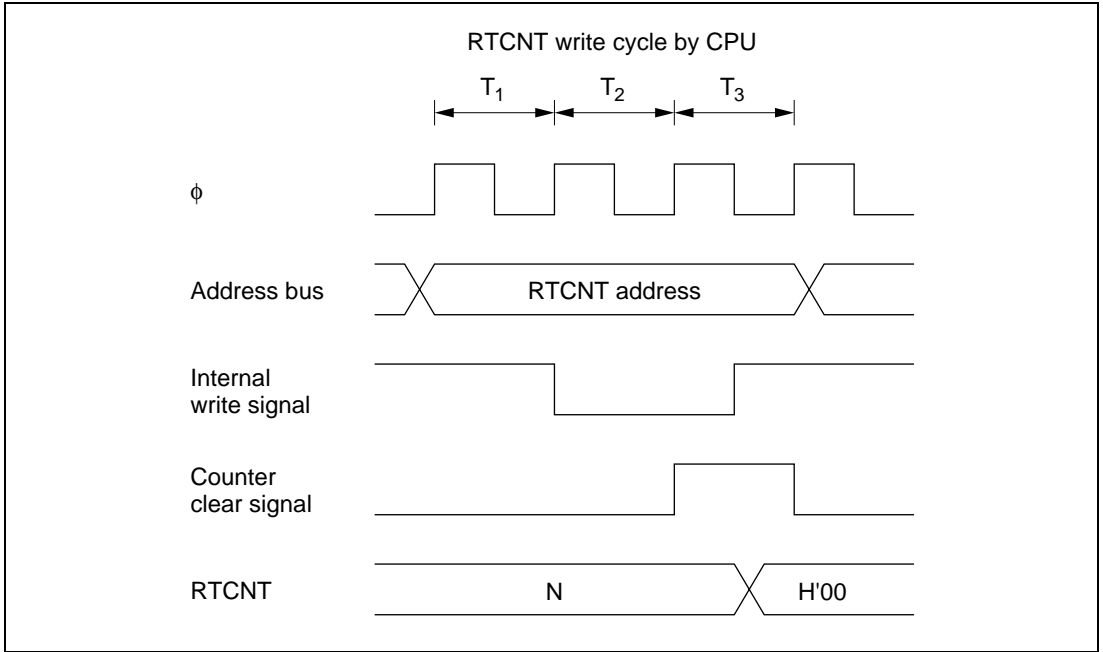 RTCNT write cycle by CPU
T1 T2 T3
φ
Address bus
RTCNT address
Internal
write signal
Counter
clear signal
RTCNT
N
H'00